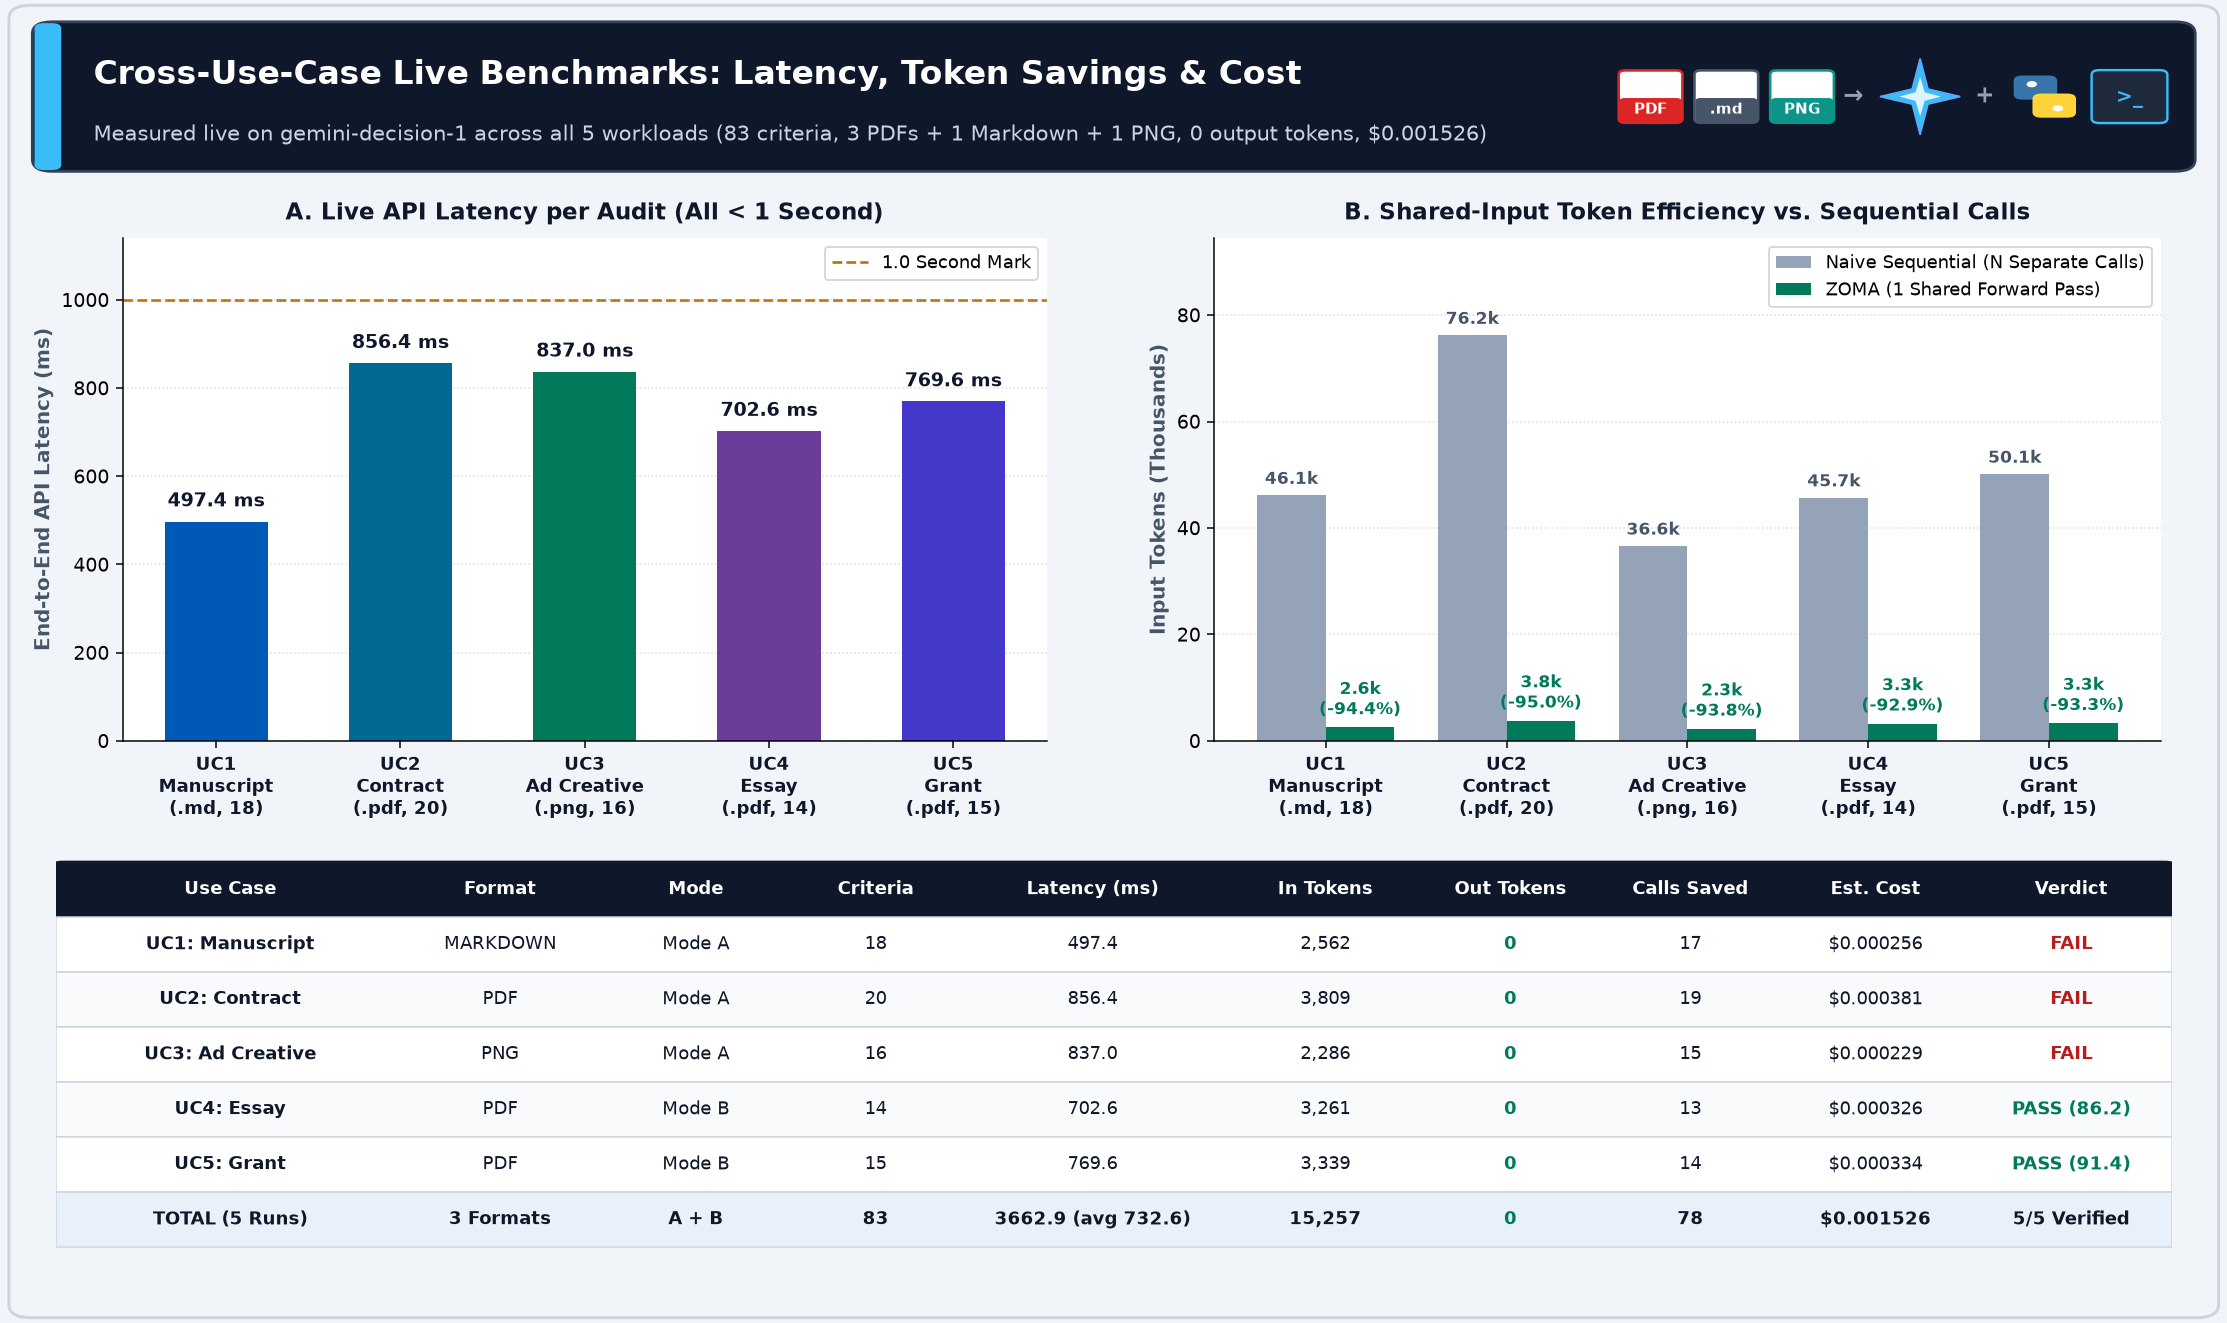 Cross-Use-Case Live Benchmarks: Latency, Token Savings & Cost
Measured live on gemini-decision-1 across all 5 workloads (83 criteria, 3 PDFs + 1 Markdown + 1 PNG, 0 output tokens, $0.001526)
PDF .md PNG → + >_
A. Live API Latency per Audit (All < 1 Second)
1.0 Second Mark
End-to-End API Latency (ms)
1000
800
600
400
200
0
497.4 ms
856.4 ms
837.0 ms
702.6 ms
769.6 ms
UC1
Manuscript
(.md, 18)
UC2
Contract
(.pdf, 20)
UC3
Ad Creative
(.png, 16)
UC4
Essay
(.pdf, 14)
UC5
Grant
(.pdf, 15)
B. Shared-Input Token Efficiency vs. Sequential Calls
Naive Sequential (N Separate Calls)
ZOMA (1 Shared Forward Pass)
Input Tokens (Thousands)
80
60
40
20
0
46.1k
2.6k
(-94.4%)
76.2k
3.8k
(-95.0%)
36.6k
2.3k
(-93.8%)
45.7k
3.3k
(-92.9%)
50.1k
3.3k
(-93.3%)
UC1
Manuscript
(.md, 18)
UC2
Contract
(.pdf, 20)
UC3
Ad Creative
(.png, 16)
UC4
Essay
(.pdf, 14)
UC5
Grant
(.pdf, 15)
Use Case Format Mode Criteria Latency (ms) In Tokens Out Tokens Calls Saved Est. Cost Verdict
UC1: Manuscript MARKDOWN Mode A 18 497.4 2,562 0 17 $0.000256 FAIL
UC2: Contract PDF Mode A 20 856.4 3,809 0 19 $0.000381 FAIL
UC3: Ad Creative PNG Mode A 16 837.0 2,286 0 15 $0.000229 FAIL
UC4: Essay PDF Mode B 14 702.6 3,261 0 13 $0.000326 PASS (86.2)
UC5: Grant PDF Mode B 15 769.6 3,339 0 14 $0.000334 PASS (91.4)
TOTAL (5 Runs) 3 Formats A + B 83 3662.9 (avg 732.6) 15,257 0 78 $0.001526 5/5 Verified